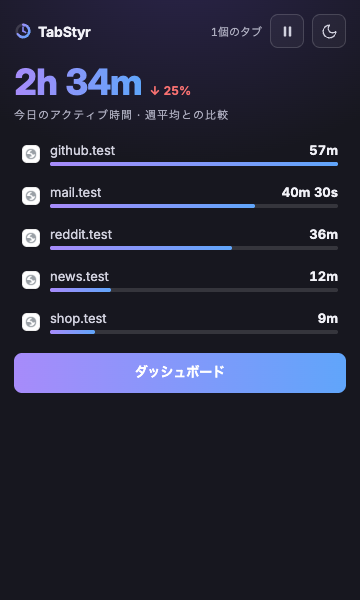 TabStyr
1個のタブ
2h 34m ↓ 25%
今日のアクティブ時間 · 週平均との比較
github.test 57m
mail.test 40m 30s
reddit.test 36m
news.test 12m
shop.test 9m
ダッシュボード